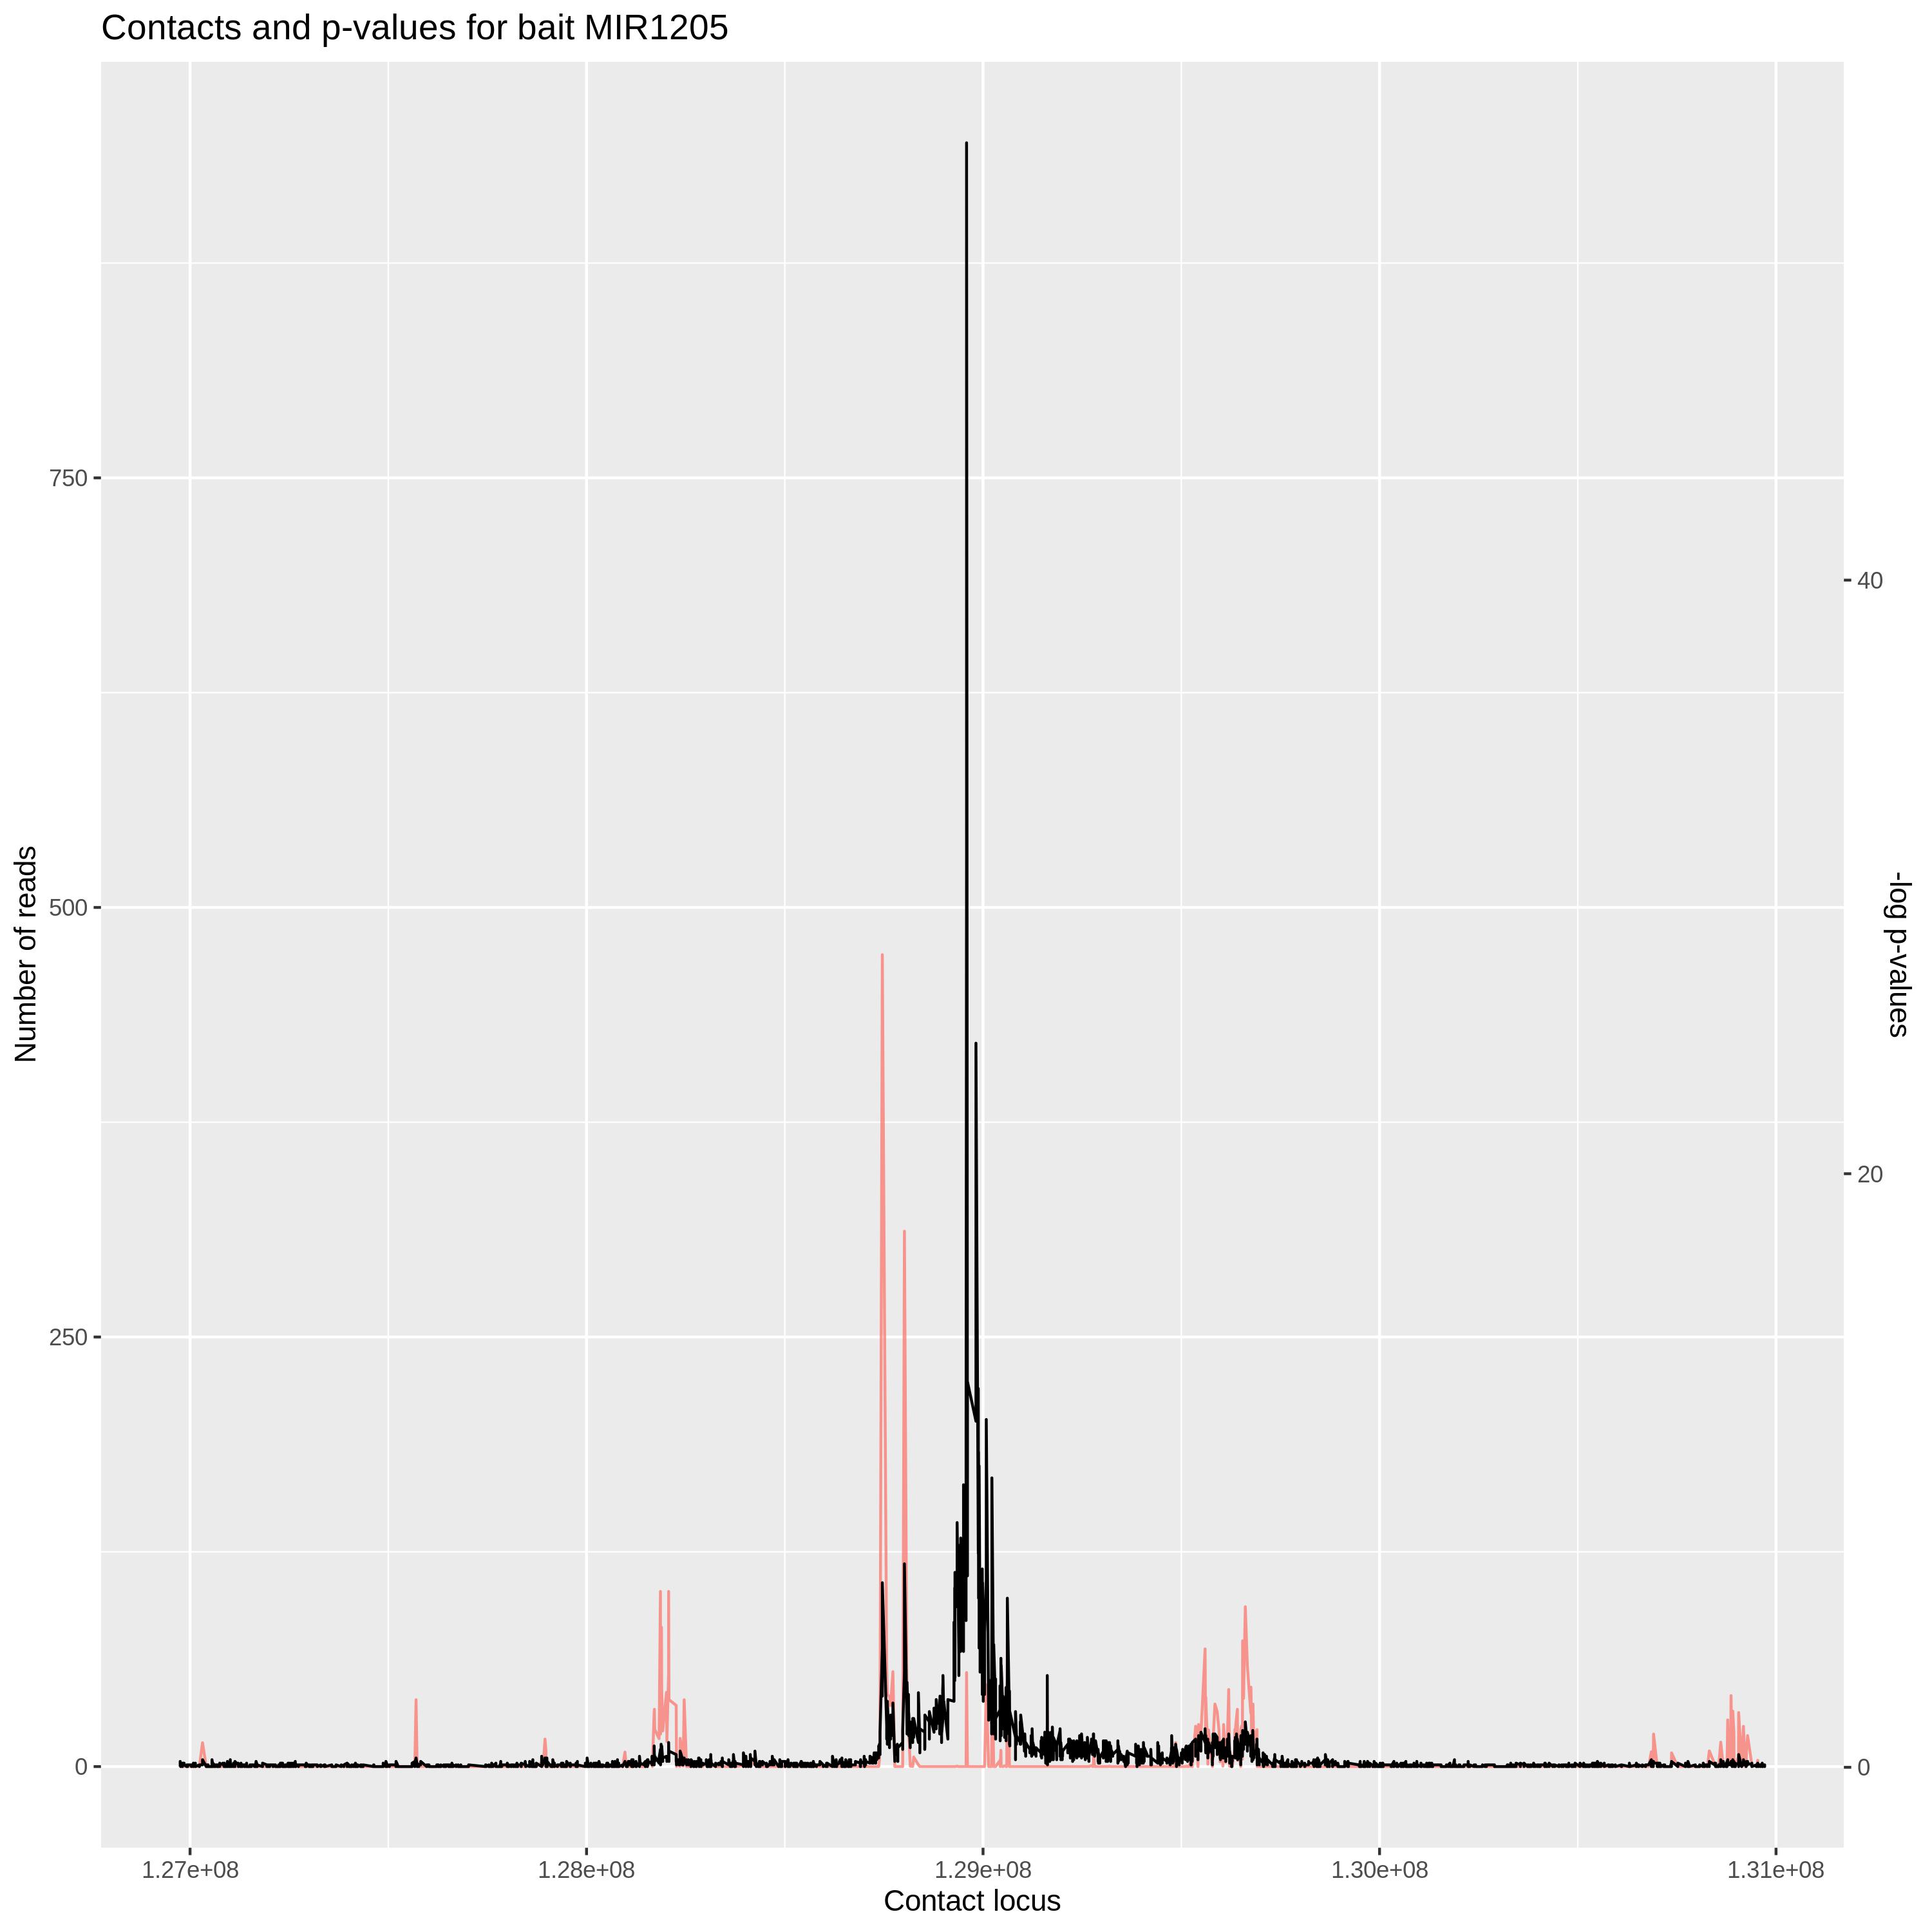 Contacts and p-values for bait MIR1205
750
500
250
0
Number of reads
40
20
0
-log p-values
1.27e+08
1.28e+08
1.29e+08
1.30e+08
1.31e+08
Contact locus